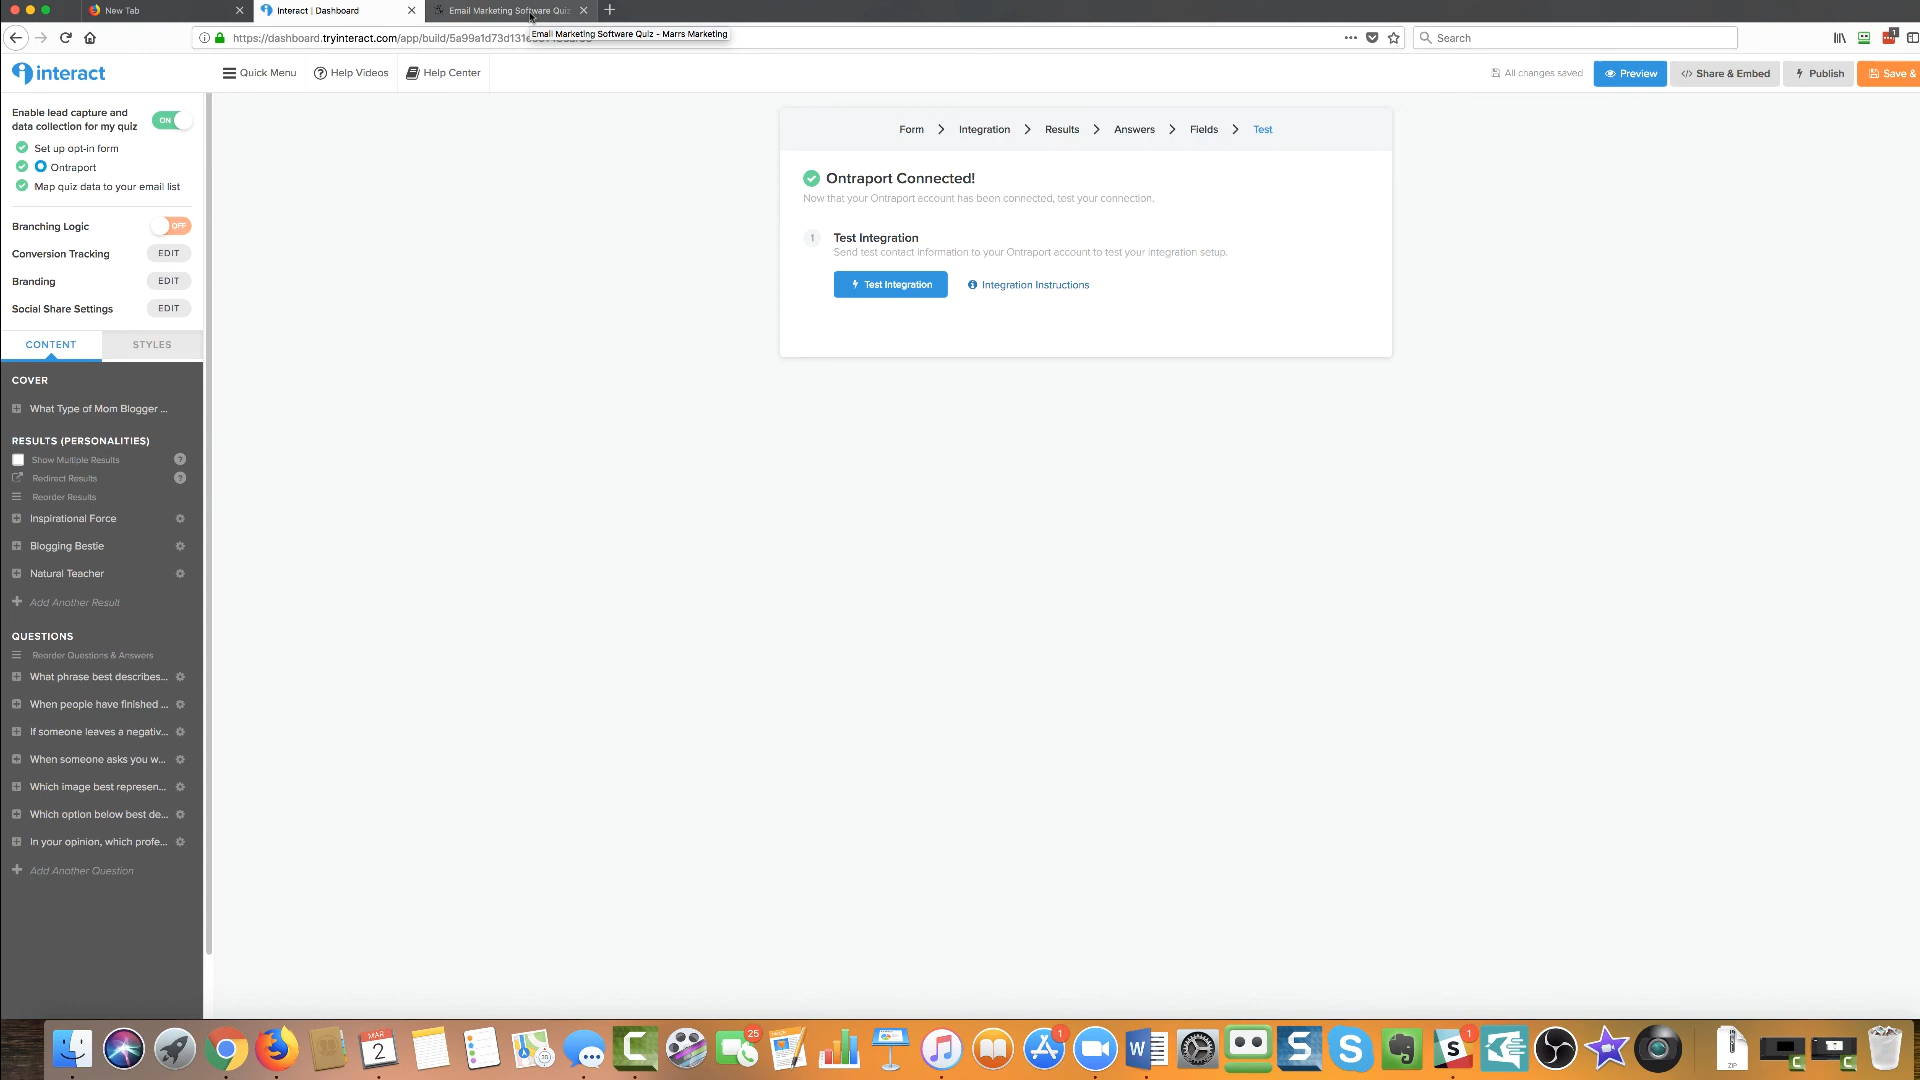 New Tab
Interact | Dashboard
Email Marketing Software Quiz
https://dashboard.tryinteract.com/app/build/5a99a1d73d131e
Email Marketing Software Quiz - Marrs Marketing
Search
1
interact
Quick Menu
Help Videos
Help Center
All changes saved
Preview
</> Share & Embed
Publish
Save &
Enable lead capture and
data collection for my quiz
ON
Set up opt-in form
Ontraport
Map quiz data to your email list
Branching Logic
OFF
Conversion Tracking
EDIT
Branding
EDIT
Social Share Settings
EDIT
CONTENT
STYLES
COVER
What Type of Mom Blogger ...
RESULTS (PERSONALITIES)
Show Multiple Results
?
Redirect Results
?
Reorder Results
Inspirational Force
Blogging Bestie
Natural Teacher
Add Another Result
QUESTIONS
Reorder Questions & Answers
What phrase best describes...
When people have finished ...
If someone leaves a negativ...
When someone asks you w...
Which image best represen...
Which option below best de...
In your opinion, which profe...
Add Another Question
Form > Integration > Results > Answers > Fields > Test
Ontraport Connected!
Now that your Ontraport account has been connected, test your connection.
1
Test Integration
Send test contact information to your Ontraport account to test your integration setup.
Test Integration
Integration Instructions
MAR
2
3D
25
1
W
S
1
S
ZIP
C
C